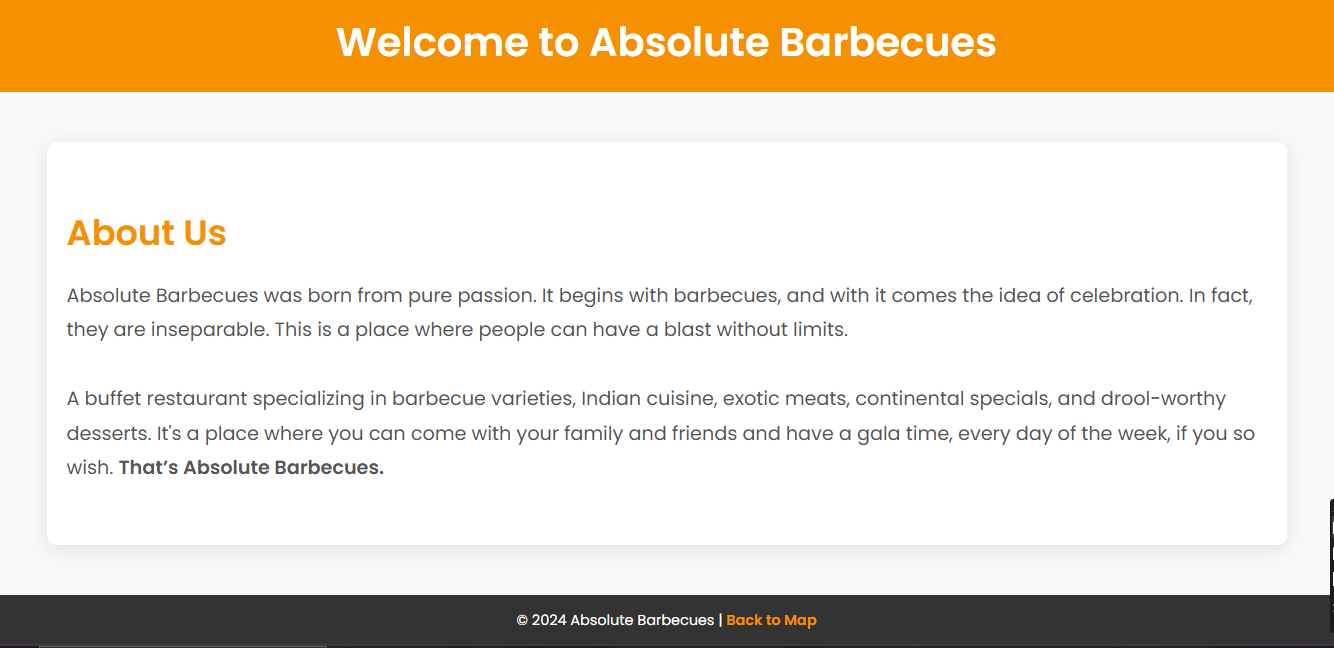 Welcome to Absolute Barbecues
About Us
Absolute Barbecues was born from pure passion. It begins with barbecues, and with it comes the idea of celebration. In fact,
they are inseparable. This is a place where people can have a blast without limits.
A buffet restaurant specializing in barbecue varieties, Indian cuisine, exotic meats, continental specials, and drool-worthy
desserts. It's a place where you can come with your family and friends and have a gala time, every day of the week, if you so
wish. That’s Absolute Barbecues.
© 2024 Absolute Barbecues | Back to Map